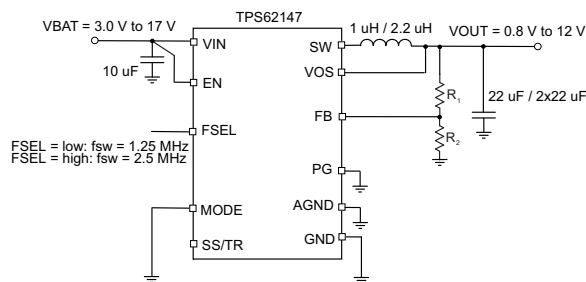 TPS62147
VBAT = 3.0 V to 17 V
VIN
10 uF
EN
FSEL
FSEL = low: fsw = 1.25 MHz
FSEL = high: fsw = 2.5 MHz
MODE
SS/TR
SW
1 uH / 2.2 uH
VOUT = 0.8 V to 12 V
VOS
R1
22 uF / 2x22 uF
FB
R2
PG
AGND
GND